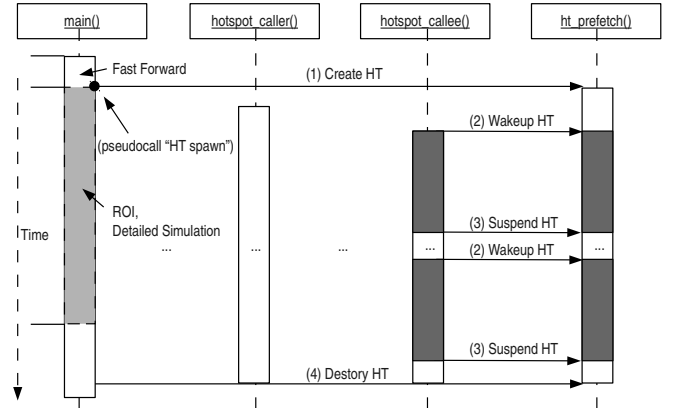 main()
hotspot_caller()
hotspot_callee()
ht_prefetch()
Fast Forward
(1) Create HT
(pseudocall “HT spawn”)
(2) Wakeup HT
ROI,
Detailed Simulation
(3) Suspend HT
Time
...
...
...
...
...
(2) Wakeup HT
(3) Suspend HT
(4) Destory HT